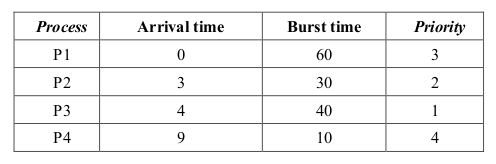 Process Arrival time Burst time Priority
P1 0 60 3
P2 3 30 2
P3 4 40 1
P4 9 10 4